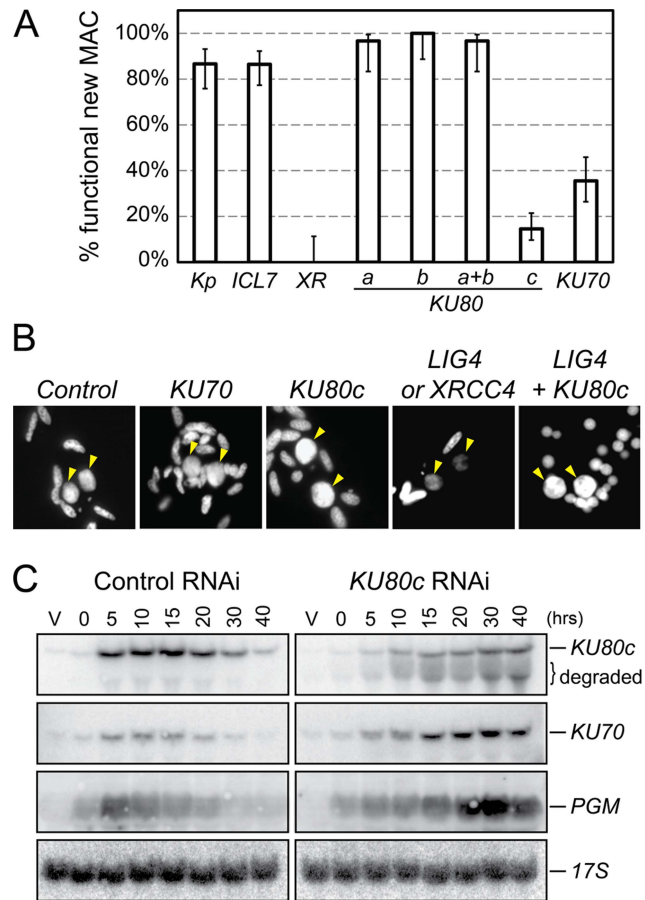 A
% functional new MAC
100%
80%
60%
40%
20%
0%
Kp ICL7 XR a b a+b c KU70
KU80
B
Control KU70 KU80c LIG4 or XRCC4 LIG4 + KU80c
C
Control RNAi KU80c RNAi
V 0 5 10 15 20 30 40 V 0 5 10 15 20 30 40 (hrs)
KU80c
degraded
KU70
PGM
17S